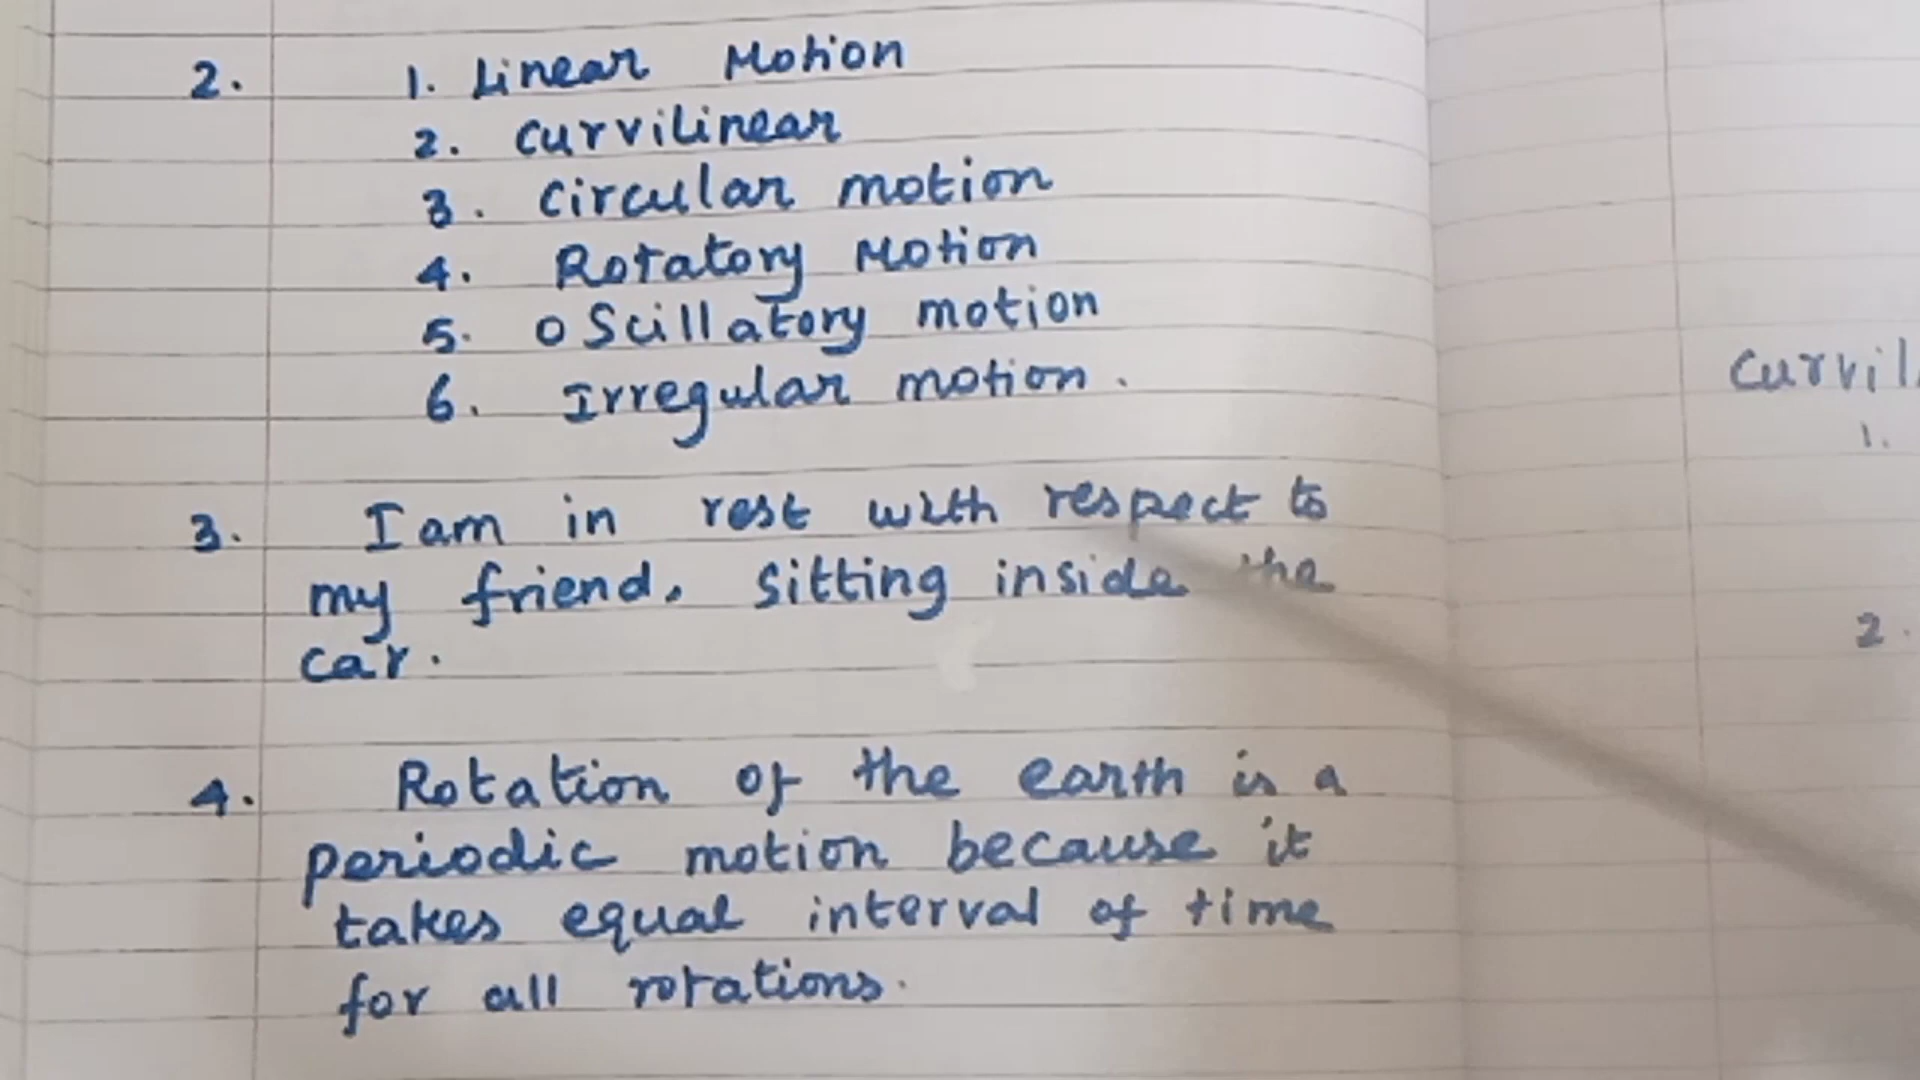 2. 1. Linear Motion
2. Curvilinear
3. Circular motion
4. Rotatory Motion
5. Oscillatory motion
6. Irregular motion.
3. I am in rest with respect to
my friend, sitting inside the
car.
4. Rotation of the earth is a
periodic motion because it
takes equal interval of time
for all rotations.
1.
2.